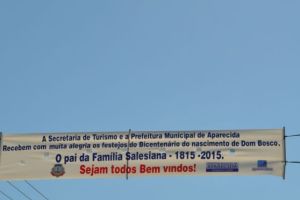 A Secretaria de Turismo e a Prefeitura Municipal de Aparecida
Recebem com muita alegria os festejos do Bicentenário do nascimento de Dom Bosco.
O pai da Família Salesiana - 1815 -2015.
Sejam todos Bem vindos!
APARECIDA